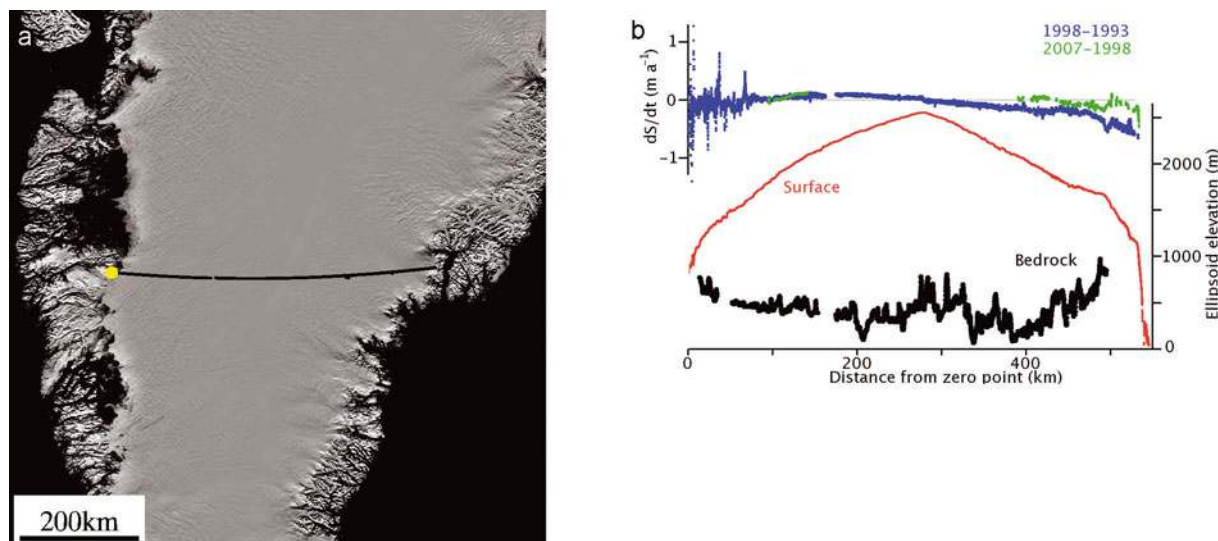 a
200km
b
1998-1993
2007-1998
1
0
-1
dS/dt (m a⁻¹)
Surface
Bedrock
2000
1000
0
Ellipsoid elevation (m)
0
200
400
Distance from zero point (km)